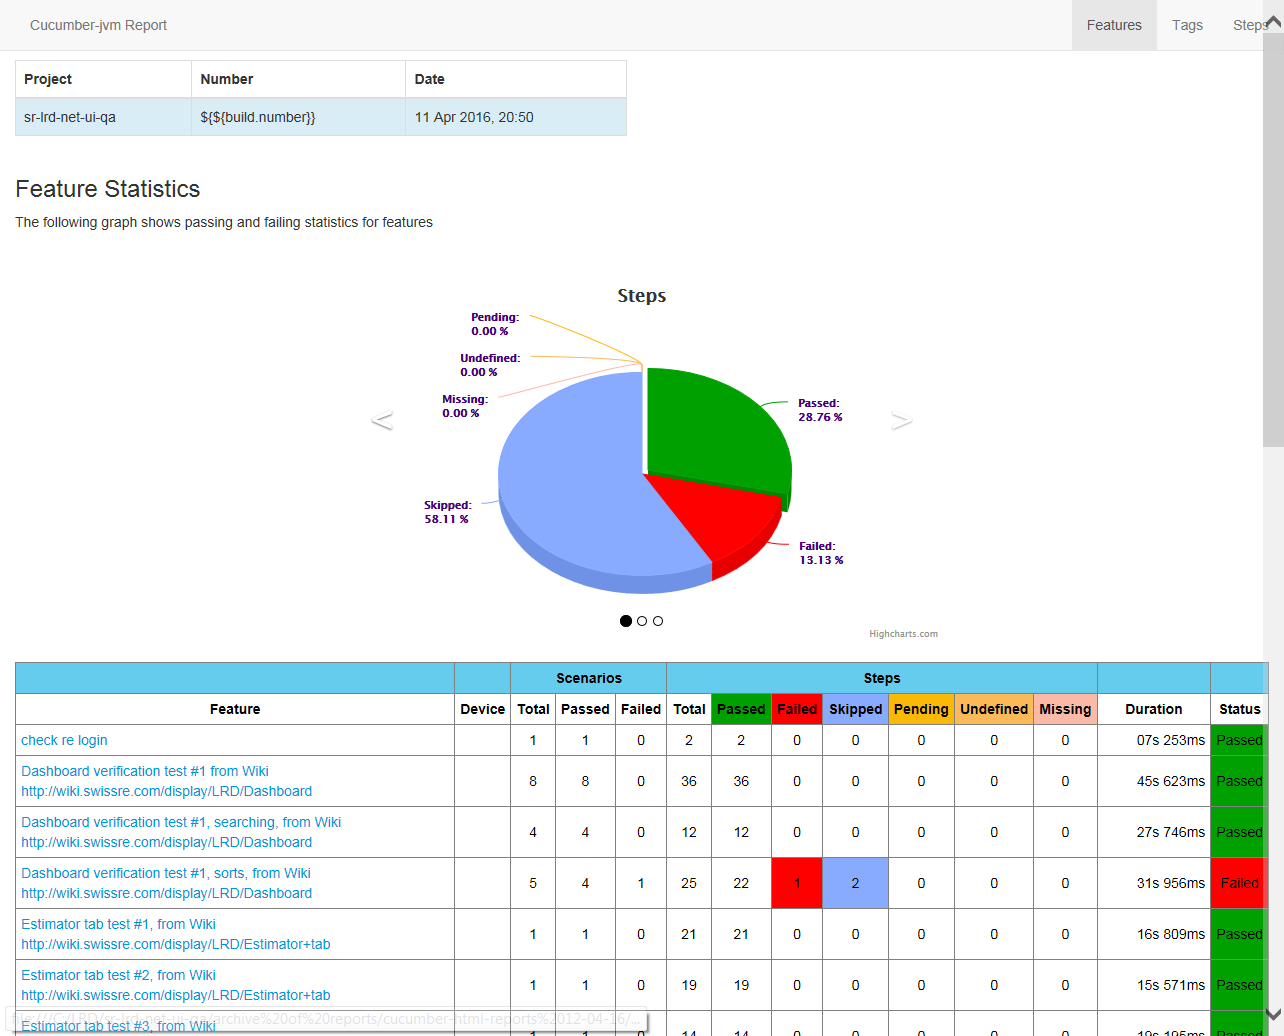 Cucumber-jvm Report Features Tags Steps
Project Number Date
sr-lrd-net-ui-qa ${${build.number}} 11 Apr 2016, 20:50
Feature Statistics
The following graph shows passing and failing statistics for features
Steps
Pending:
0.00 %
Undefined:
0.00 %
Missing:
0.00 %
Passed:
28.76 %
Skipped:
58.11 %
Failed:
13.13 %
< >
Highcharts.com
Scenarios Steps
Feature Device Total Passed Failed Total Passed Failed Skipped Pending Undefined Missing Duration Status
check re login 1 1 0 2 2 0 0 0 0 0 07s 253ms Passed
Dashboard verification test #1 from Wiki
http://wiki.swissre.com/display/LRD/Dashboard 8 8 0 36 36 0 0 0 0 0 45s 623ms Passed
Dashboard verification test #1, searching, from Wiki
http://wiki.swissre.com/display/LRD/Dashboard 4 4 0 12 12 0 0 0 0 0 27s 746ms Passed
Dashboard verification test #1, sorts, from Wiki
http://wiki.swissre.com/display/LRD/Dashboard 5 4 1 25 22 1 2 0 0 0 31s 956ms Failed
Estimator tab test #1, from Wiki
http://wiki.swissre.com/display/LRD/Estimator+tab 1 1 0 21 21 0 0 0 0 0 16s 809ms Passed
Estimator tab test #2, from Wiki
http://wiki.swissre.com/display/LRD/Estimator+tab 1 1 0 19 19 0 0 0 0 0 15s 571ms Passed
file:///C:/LRD/sr-lrd-net-ui-qa/archive%20of%20reports/cucumber-html-reports%2012-04-16/...
Estimator tab test #3, from Wiki 1 1 0 14 14 0 0 0 0 0 19s 195ms Passed